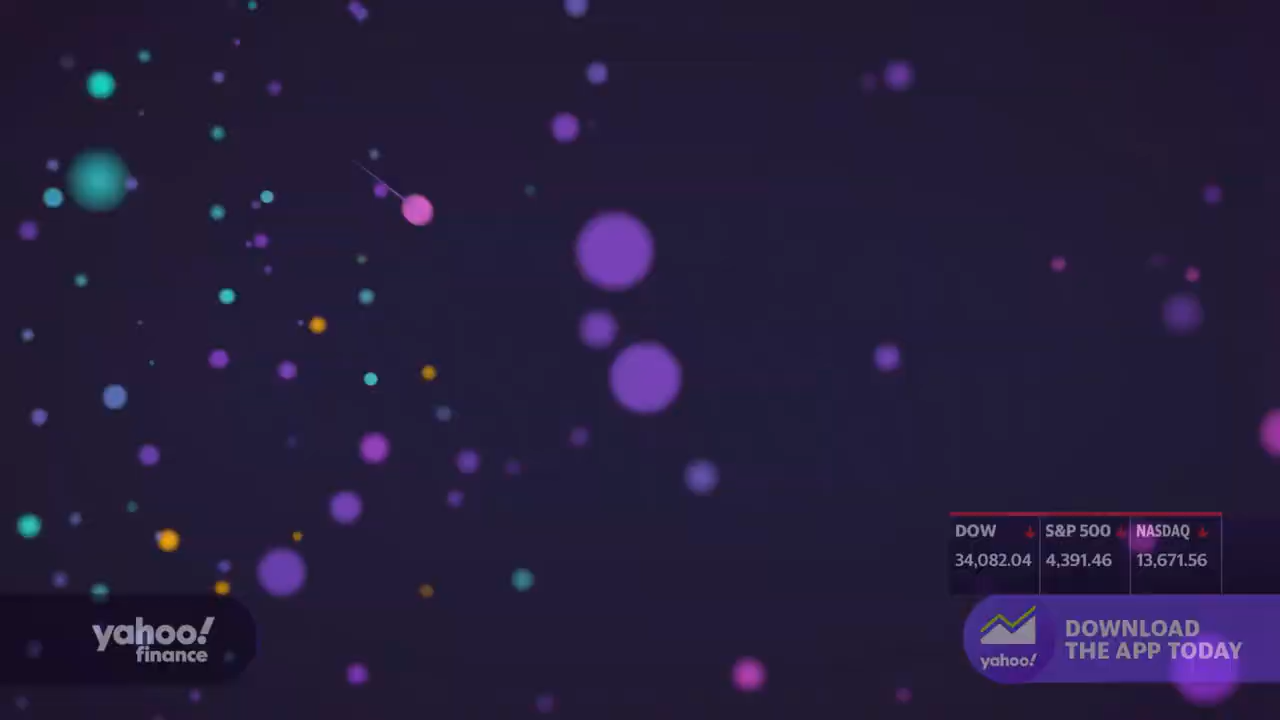 DOW
34,082.04
S&P 500
4,391.46
NASDAQ
13,671.56
yahoo!
finance
yahoo!
DOWNLOAD
THE APP TODAY